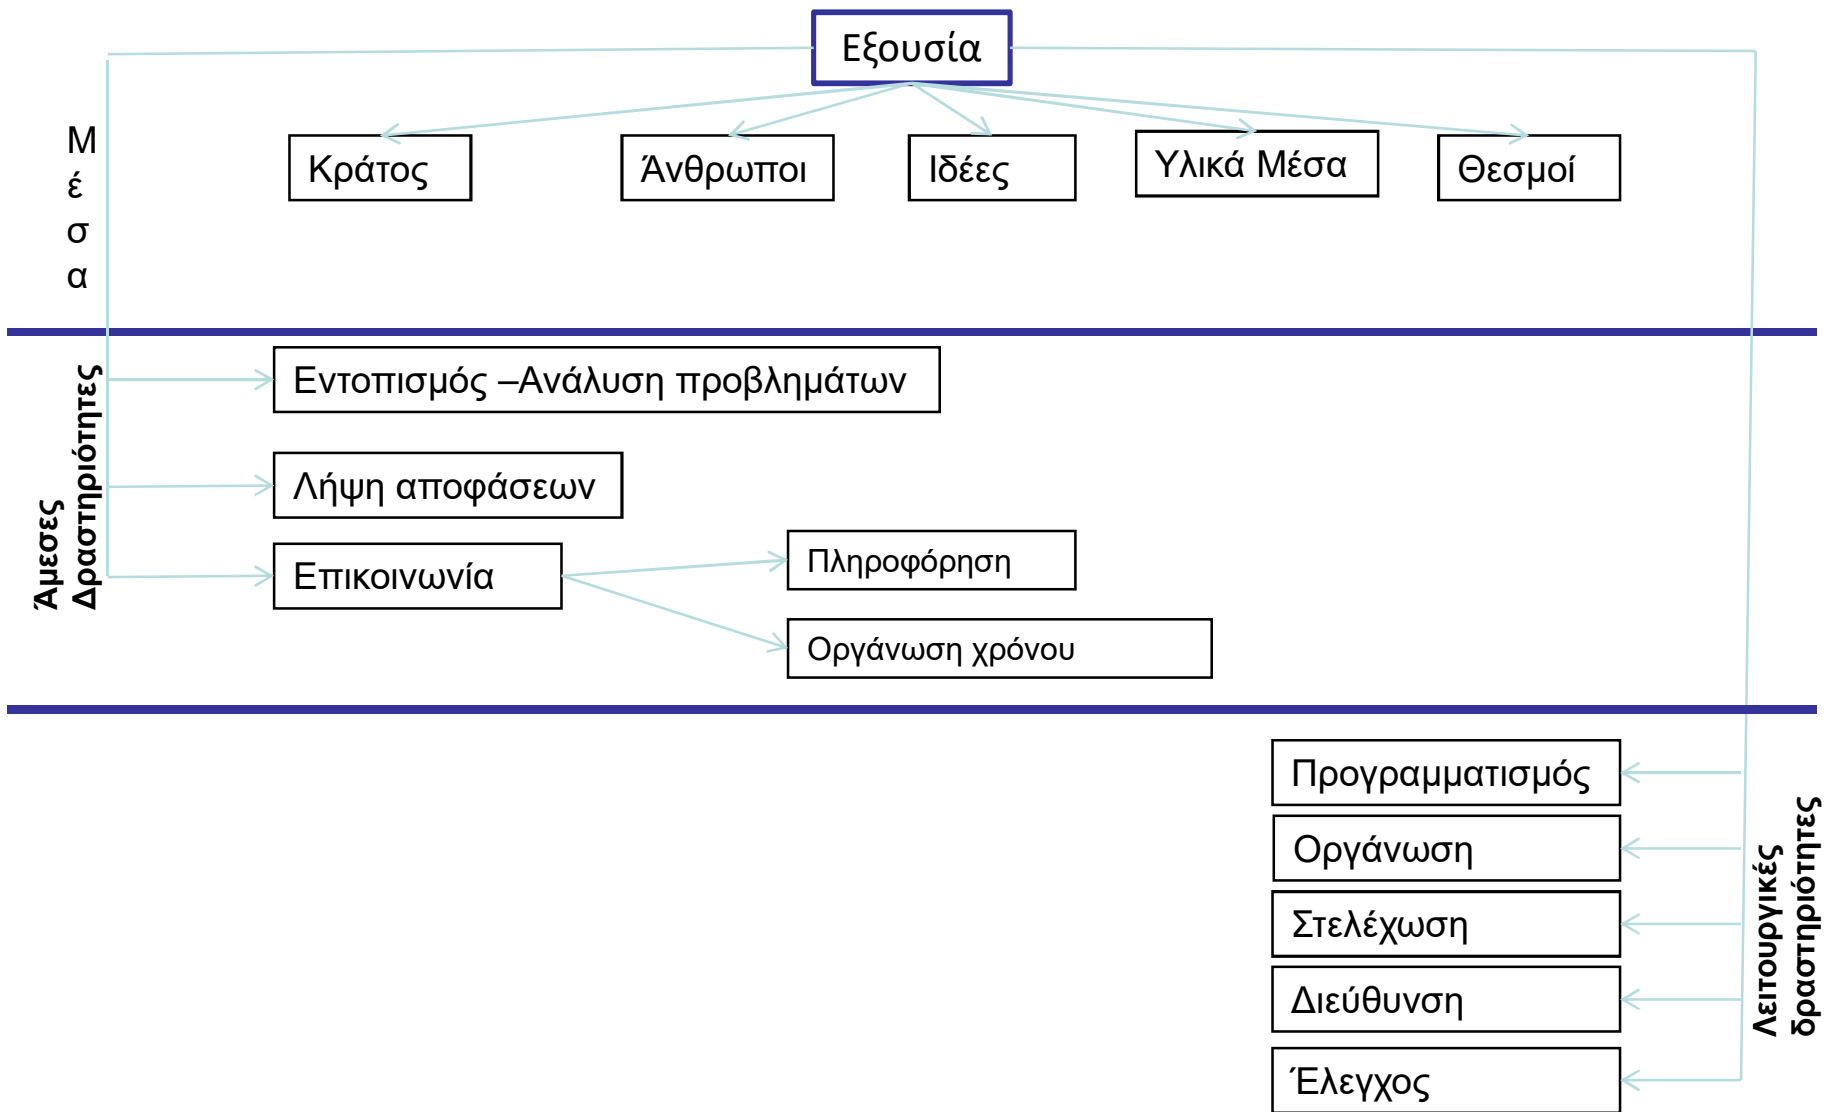 Εξουσία
Μέσα
Κράτος
Άνθρωποι
Ιδέες
Υλικά Μέσα
Θεσμοί
Άμεσες
Δραστηριότητες
Εντοπισμός –Ανάλυση προβλημάτων
Λήψη αποφάσεων
Επικοινωνία
Πληροφόρηση
Οργάνωση χρόνου
Προγραμματισμός
Οργάνωση
Στελέχωση
Διεύθυνση
Έλεγχος
Λειτουργικές
δραστηριότητες